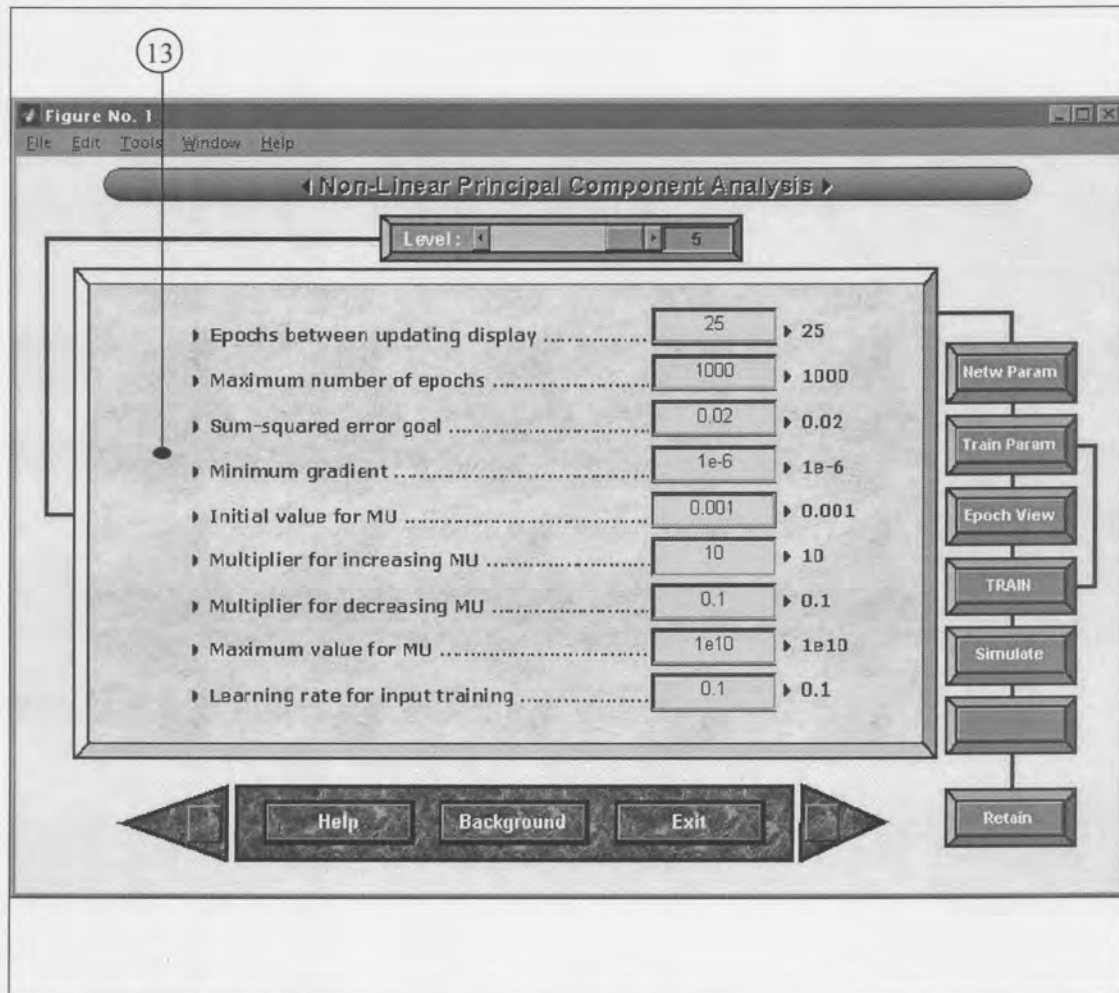 13
Figure No. 1
File Edit Tools Window Help
Non-Linear Principal Component Analysis
Level : 5
Epochs between updating display ..................... 25 25
Maximum number of epochs ................................ 1000 1000
Sum-squared error goal ........................................ 0.02 0.02
Minimum gradient .................................................... 1e-6 1e-6
Initial value for MU .................................................. 0.001 0.001
Multiplier for increasing MU ................................. 10 10
Multiplier for decreasing MU ................................ 0.1 0.1
Maximum value for MU .......................................... 1e10 1e10
Learning rate for input training .......................... 0.1 0.1
Netw Param
Train Param
Epoch View
TRAIN
Simulate
Retain
Help Background Exit